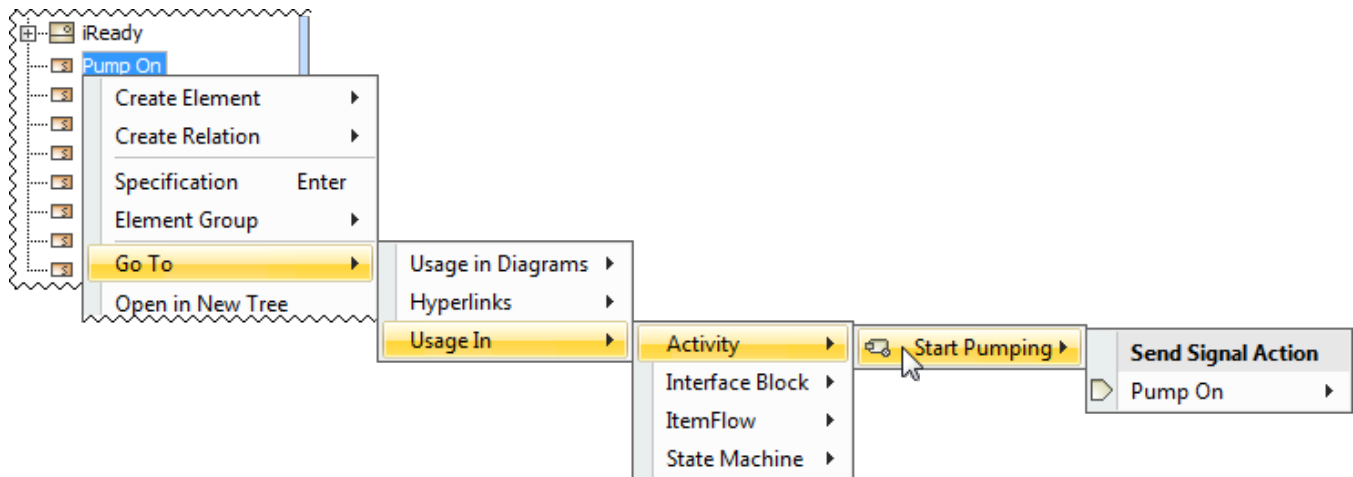 iReady
Pump On
Create Element
Create Relation
Specification Enter
Element Group
Go To
Open in New Tree
Usage in Diagrams
Hyperlinks
Usage In
Activity
Interface Block
ItemFlow
State Machine
Start Pumping
Send Signal Action
Pump On